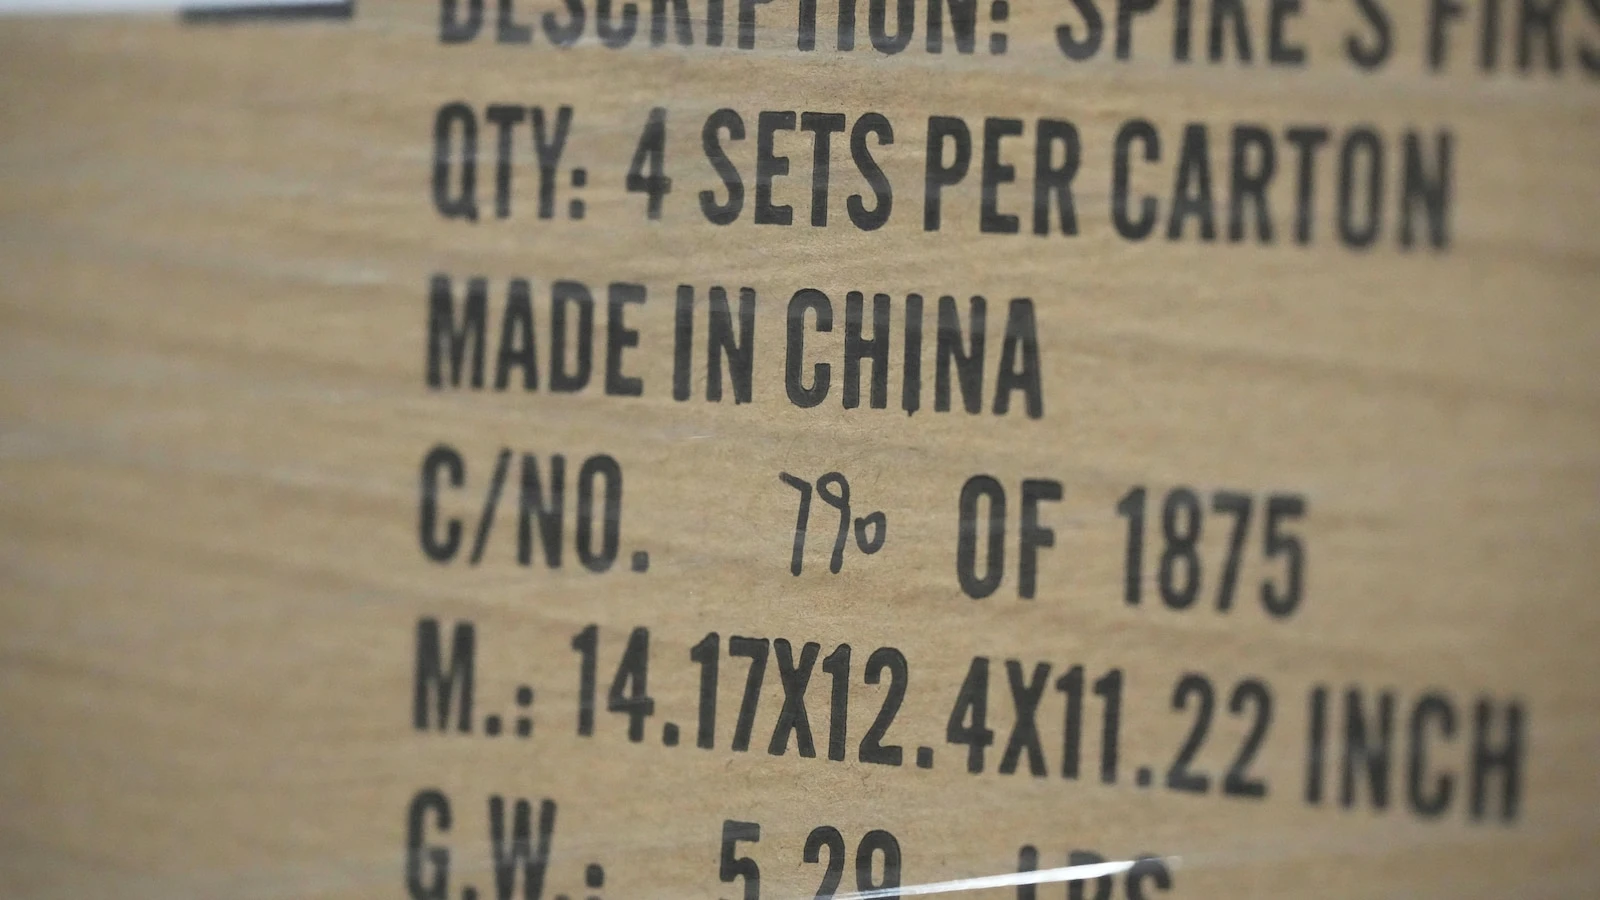 DESCRIPTION: SPIKE'S FIRS
QTY: 4 SETS PER CARTON
MADE IN CHINA
C/NO. 790 OF 1875
M.: 14.17X12.4X11.22 INCH
G.W.: 5.29 LBS